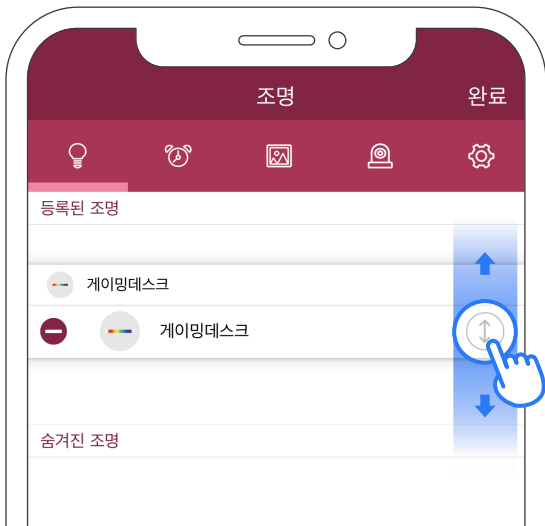 조명
완료
등록된 조명
게이밍데스크
게이밍데스크
숨겨진 조명